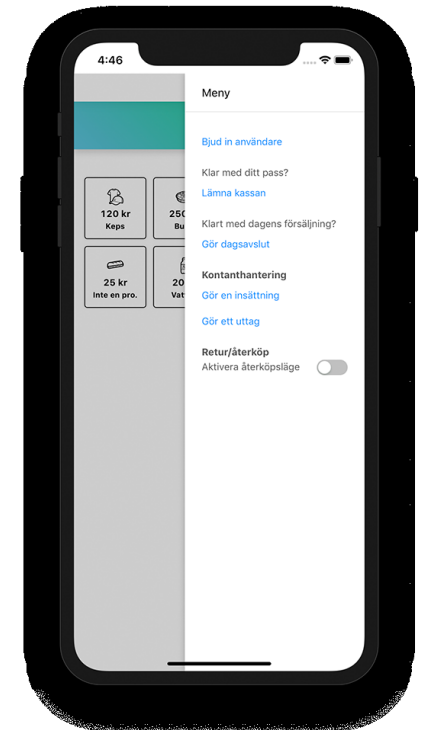 4:46
Meny
Bjud in användare
Klar med ditt pass?
Lämna kassan
Klart med dagens försäljning?
Gör dagsavslut
Kontanthantering
Gör en insättning
Gör ett uttag
Retur/återköp
Aktivera återköpsläge
120 kr
Keps
25 kr
Inte en pro.